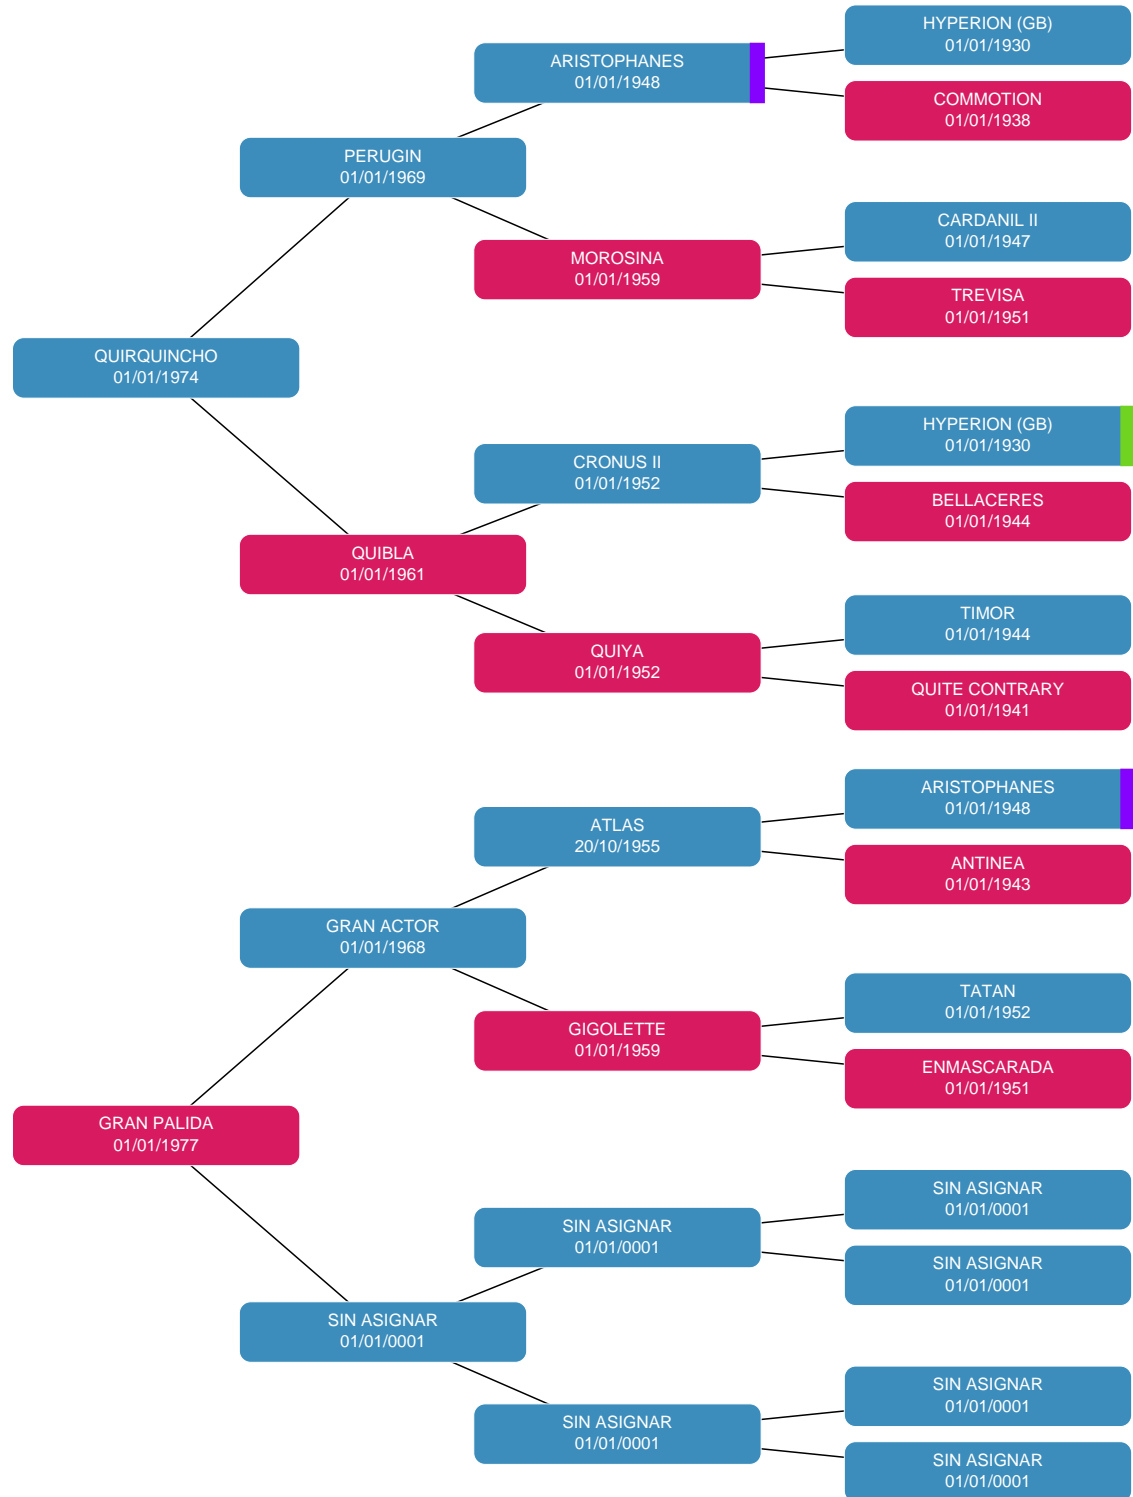 HYPERION (GB)
01/01/1930
ARISTOPHANES
01/01/1948
COMMOTION
01/01/1938
PERUGIN
01/01/1969
CARDANIL II
01/01/1947
MOROSINA
01/01/1959
TREVISA
01/01/1951
QUIRQUINCHO
01/01/1974
HYPERION (GB)
01/01/1930
CRONUS II
01/01/1952
BELLACERES
01/01/1944
QUIBLA
01/01/1961
TIMOR
01/01/1944
QUIYA
01/01/1952
QUITE CONTRARY
01/01/1941
ARISTOPHANES
01/01/1948
ATLAS
20/10/1955
ANTINEA
01/01/1943
GRAN ACTOR
01/01/1968
TATAN
01/01/1952
GIGOLETTE
01/01/1959
ENMASCARADA
01/01/1951
GRAN PALIDA
01/01/1977
SIN ASIGNAR
01/01/0001
SIN ASIGNAR
01/01/0001
SIN ASIGNAR
01/01/0001
SIN ASIGNAR
01/01/0001
SIN ASIGNAR
01/01/0001
SIN ASIGNAR
01/01/0001
SIN ASIGNAR
01/01/0001